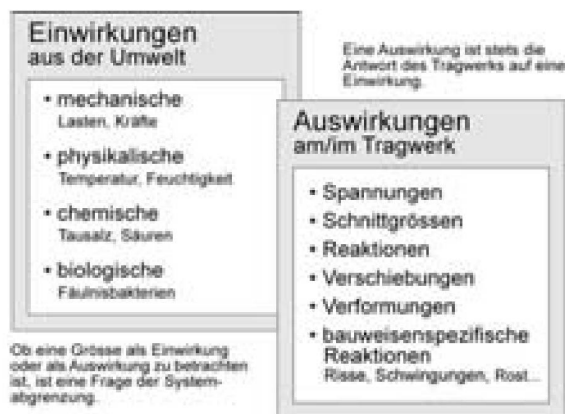 Einwirkungen
aus der Umwelt
• mechanische
Lasten, Kräfte
• physikalische
Temperatur, Feuchtigkeit
• chemische
Tausalz, Säuren
• biologische
Fäulnisbakterien
Ob eine Grösse als Einwirkung
oder als Auswirkung zu betrachten
ist, ist eine Frage der System-
abgrenzung.
Eine Auswirkung ist stets die
Antwort des Tragwerks auf eine
Einwirkung.
Auswirkungen
am/im Tragwerk
• Spannungen
• Schnittgrössen
• Reaktionen
• Verschiebungen
• Verformungen
• bauweisenspezifische
Reaktionen
Risse, Schwingungen, Rost...